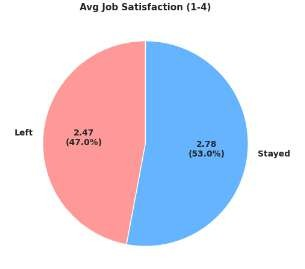 Avg Job Satisfaction (1-4)
Left
2.47
(47.0%)
2.78
(53.0%)
Stayed